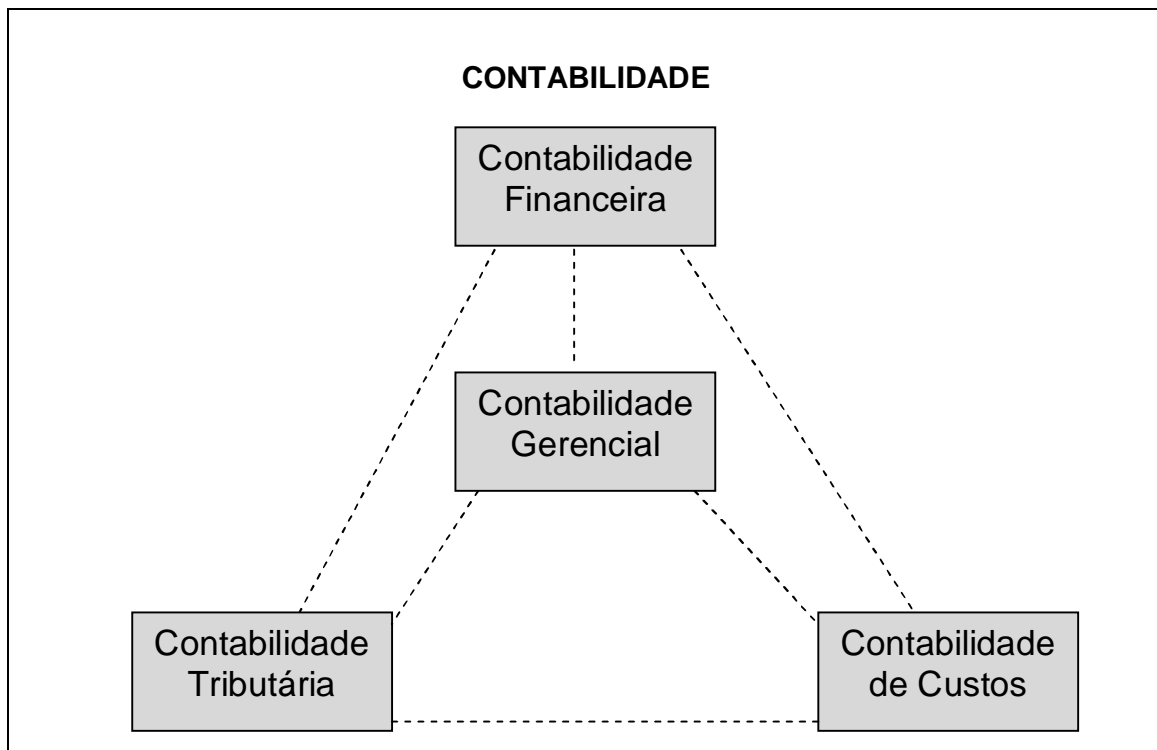 CONTABILIDADE
Contabilidade
Financeira
Contabilidade
Gerencial
Contabilidade
Tributária
Contabilidade
de Custos